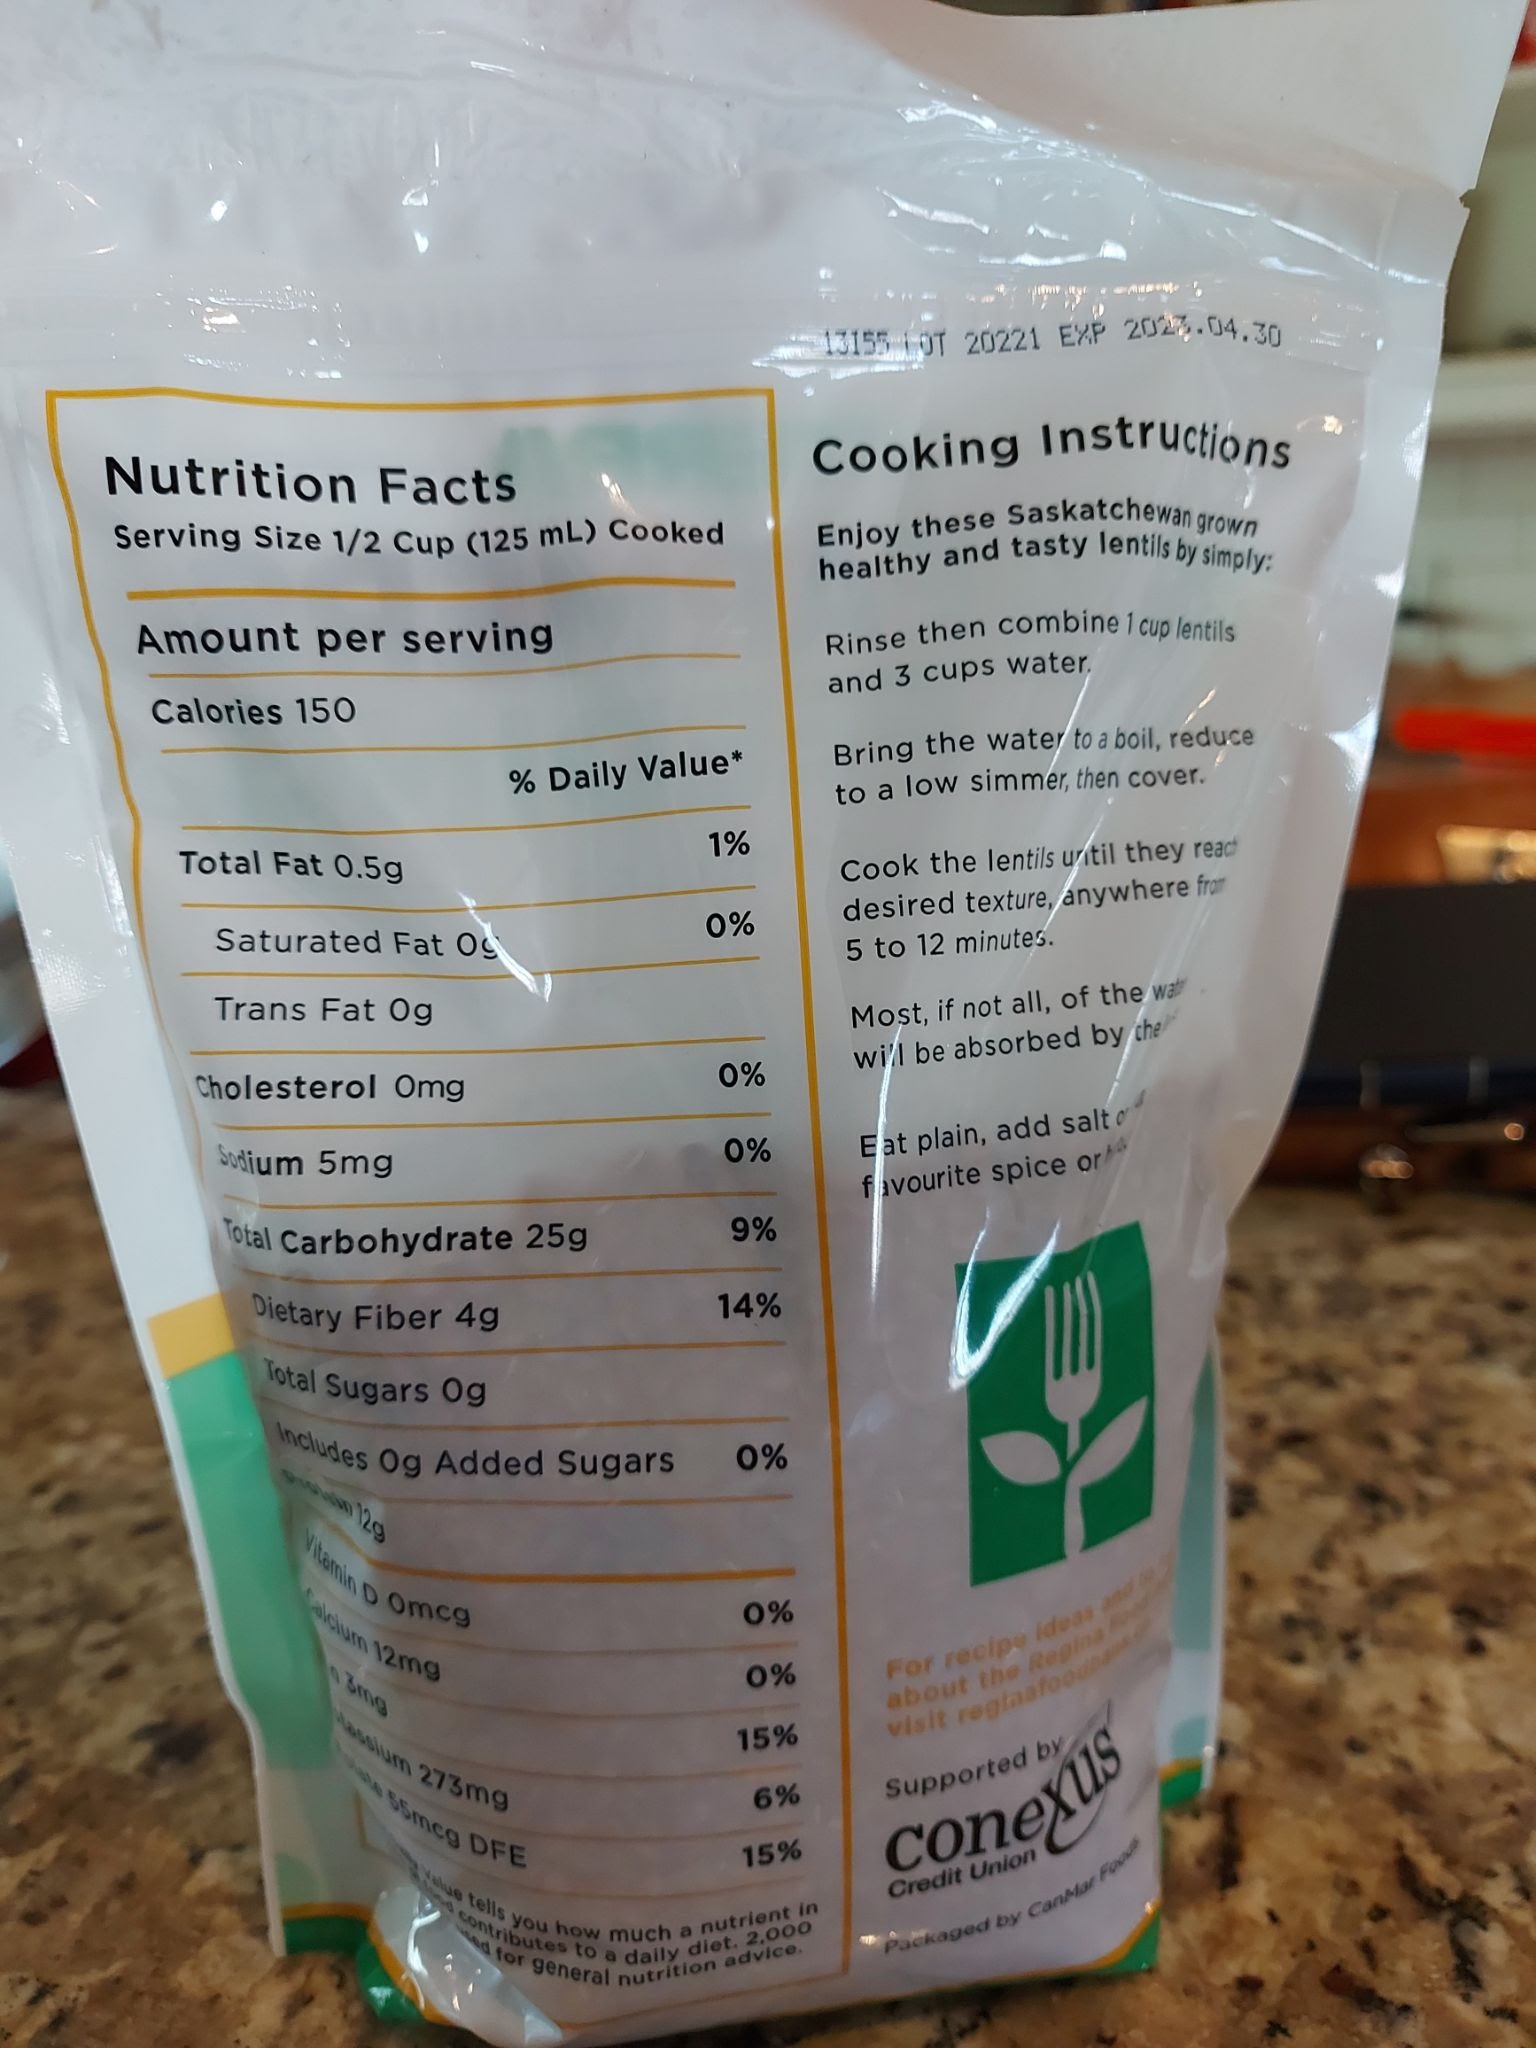 13155 LOT 20221 EXP 2023.04.30
Nutrition Facts
Serving Size 1/2 Cup (125 mL) Cooked
Amount per serving
Calories 150
% Daily Value*
Total Fat 0.5g 1%
Saturated Fat 0g 0%
Trans Fat 0g
Cholesterol 0mg 0%
Sodium 5mg 0%
Total Carbohydrate 25g 9%
Dietary Fiber 4g 14%
Total Sugars 0g
Includes 0g Added Sugars 0%
Protein 12g
Vitamin D 0mcg 0%
Calcium 12mg 0%
3mg 15%
Potassium 273mg 6%
55mcg DFE 15%
Value tells you how much a nutrient in
contributes to a daily diet. 2,000
for general nutrition advice.
Cooking Instructions
Enjoy these Saskatchewan grown
healthy and tasty lentils by simply:
Rinse then combine 1 cup lentils
and 3 cups water.
Bring the water to a boil, reduce
to a low simmer, then cover.
Cook the lentils until they reach
desired texture, anywhere from
5 to 12 minutes.
Most, if not all, of the water
will be absorbed by the
Eat plain, add salt
favourite spice or
For recipe ideas and
about the Regina
visit
Supported by
conexus
Credit Union
Packaged by CanMar Foods